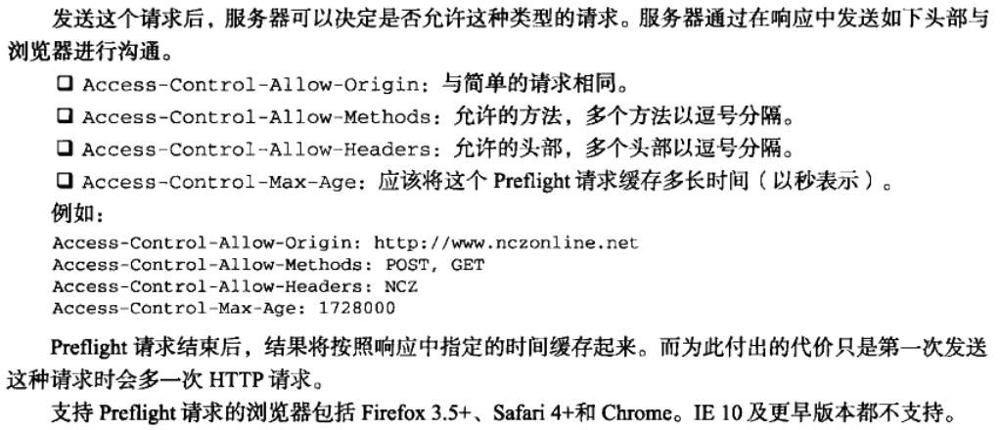 发送这个请求后，服务器可以决定是否允许这种类型的请求。服务器通过在响应中发送如下头部与
浏览器进行沟通。
❑ Access-Control-Allow-Origin：与简单的请求相同。
❑ Access-Control-Allow-Methods：允许的方法，多个方法以逗号分隔。
❑ Access-Control-Allow-Headers：允许的头部，多个头部以逗号分隔。
❑ Access-Control-Max-Age：应该将这个 Preflight 请求缓存多长时间（以秒表示）。
例如：
Access-Control-Allow-Origin: http://www.nczonline.net
Access-Control-Allow-Methods: POST, GET
Access-Control-Allow-Headers: NCZ
Access-Control-Max-Age: 1728000
Preflight 请求结束后，结果将按照响应中指定的时间缓存起来。而为此付出的代价只是第一次发送
这种请求时会多一次 HTTP 请求。
支持 Preflight 请求的浏览器包括 Firefox 3.5+、Safari 4+和 Chrome。IE 10 及更早版本都不支持。